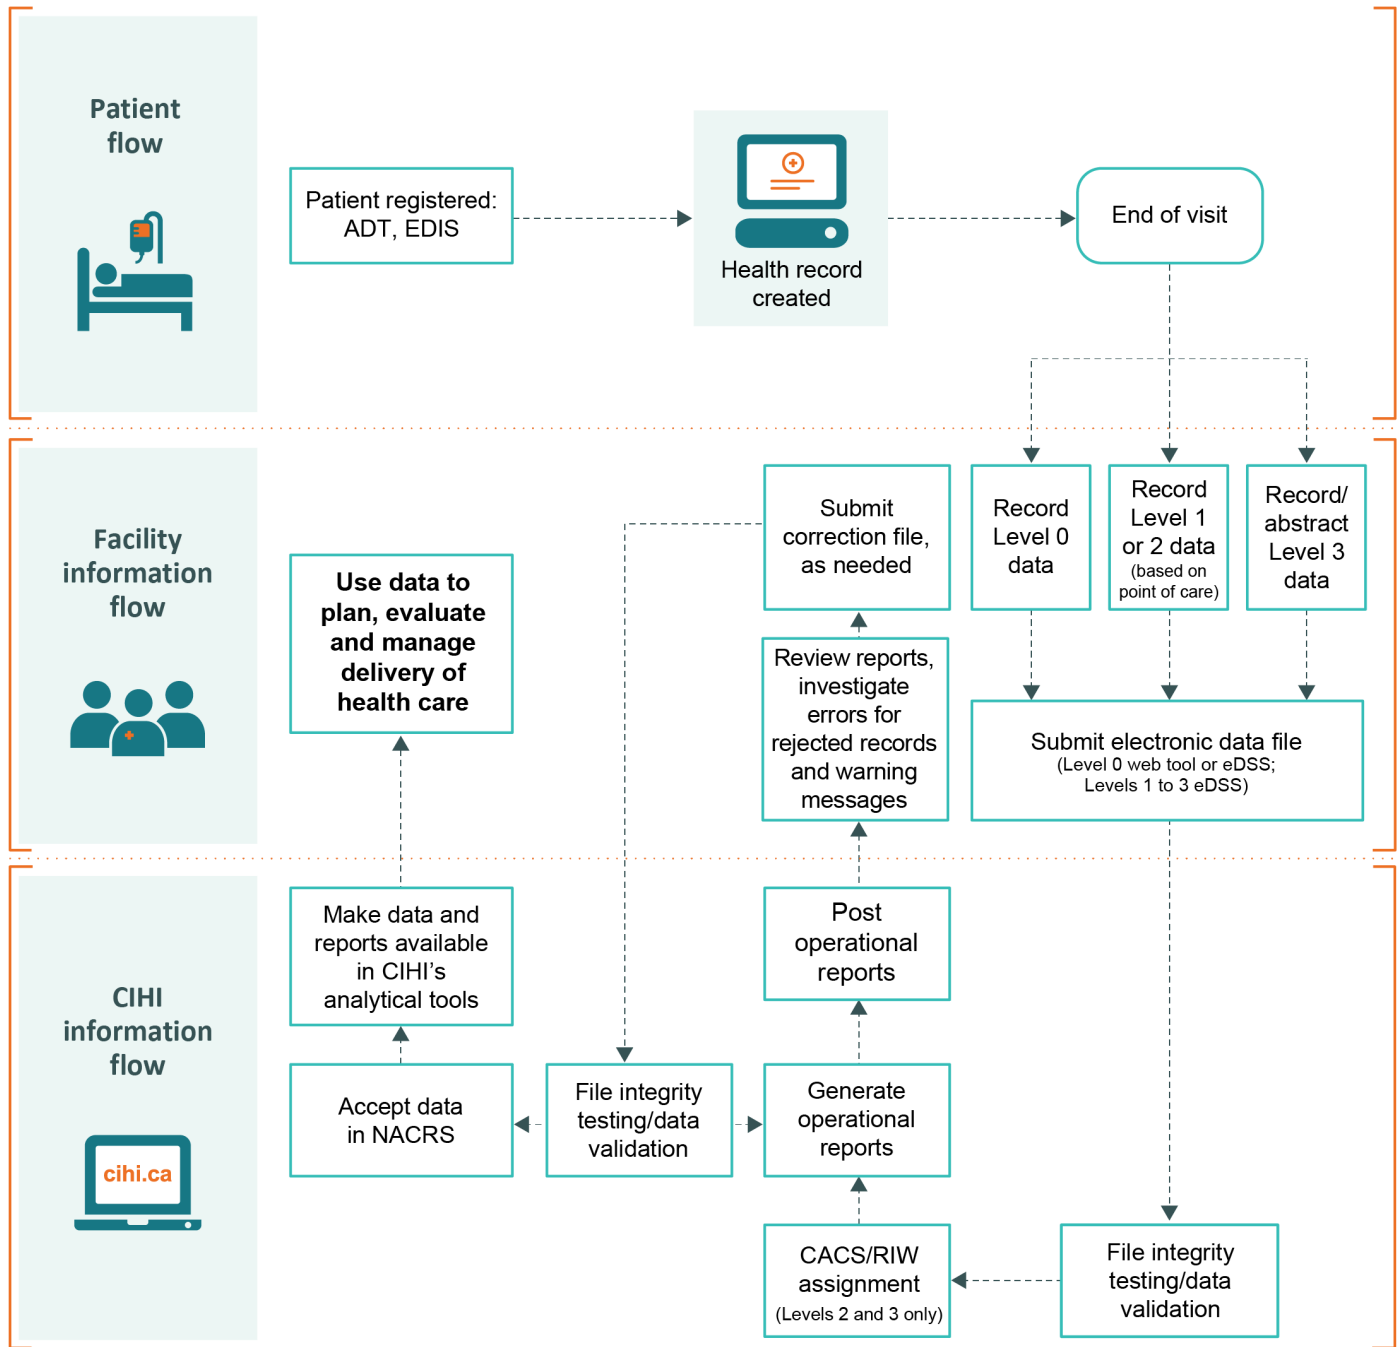 Patient
flow
Patient registered:
ADT, EDIS
Health record
created
End of visit
Facility
information
flow
Use data to
plan, evaluate
and manage
delivery of
health care
Submit
correction file,
as needed
Review reports,
investigate
errors for
rejected records
and warning
messages
Record
Level 0
data
Record
Level 1
or 2 data
(based on
point of care)
Record/
abstract
Level 3
data
Submit electronic data file
(Level 0 web tool or eDSS;
Levels 1 to 3 eDSS)
CIHI
information
flow
cihi.ca
Make data and
reports available
in CIHI's
analytical tools
Accept data
in NACRS
File integrity
testing/data
validation
Post
operational
reports
Generate
operational
reports
CACS/RIW
assignment
(Levels 2 and 3 only)
File integrity
testing/data
validation